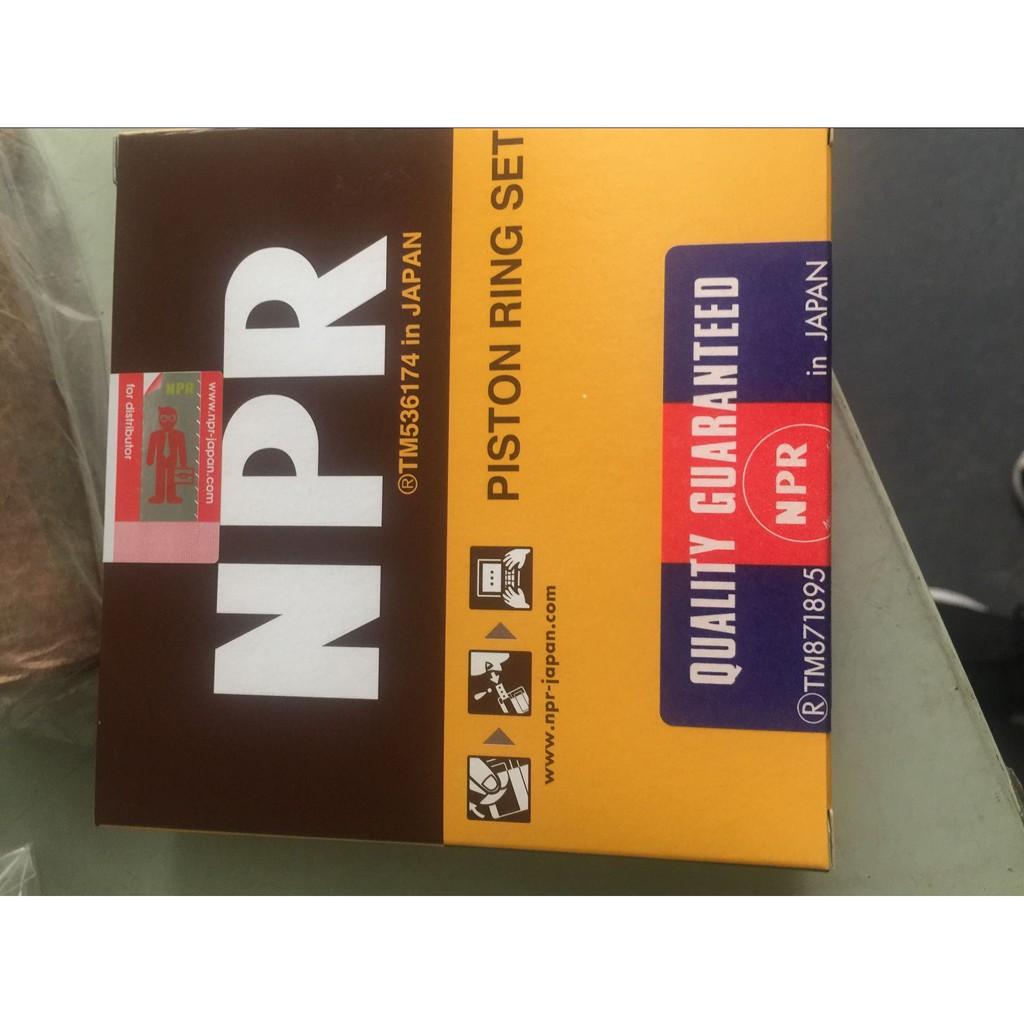 www.npr-japan.com
NPR
for distributor
NPR
®TM536174 in JAPAN
PISTON RING SET
www.npr-japan.com
QUALITY GUARANTEED
NPR
®TM871895
in JAPAN